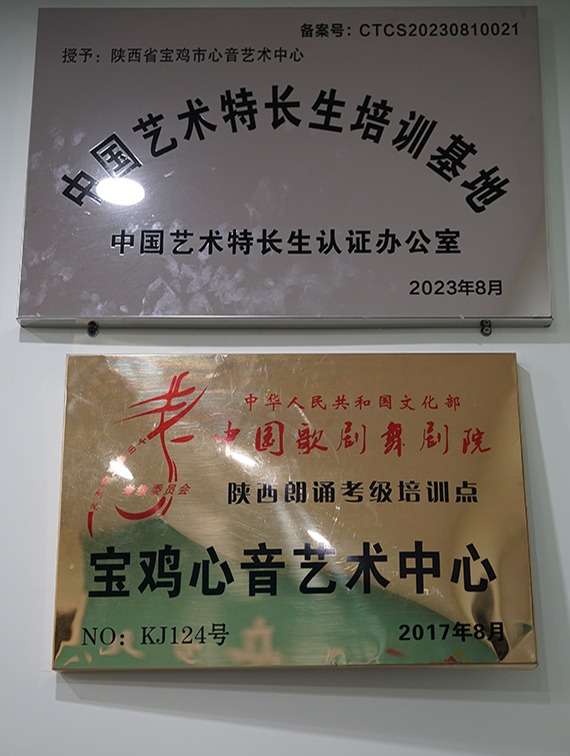 备案号：CTCS20230810021
授予：陕西省宝鸡市心音艺术中心
中国艺术特长生培训基地
中国艺术特长生认证办公室
2023年8月
中华人民共和国文化部
中国歌剧舞剧院
考级委员会
陕西朗诵考级培训点
宝鸡心音艺术中心
NO：KJ124号
2017年8月